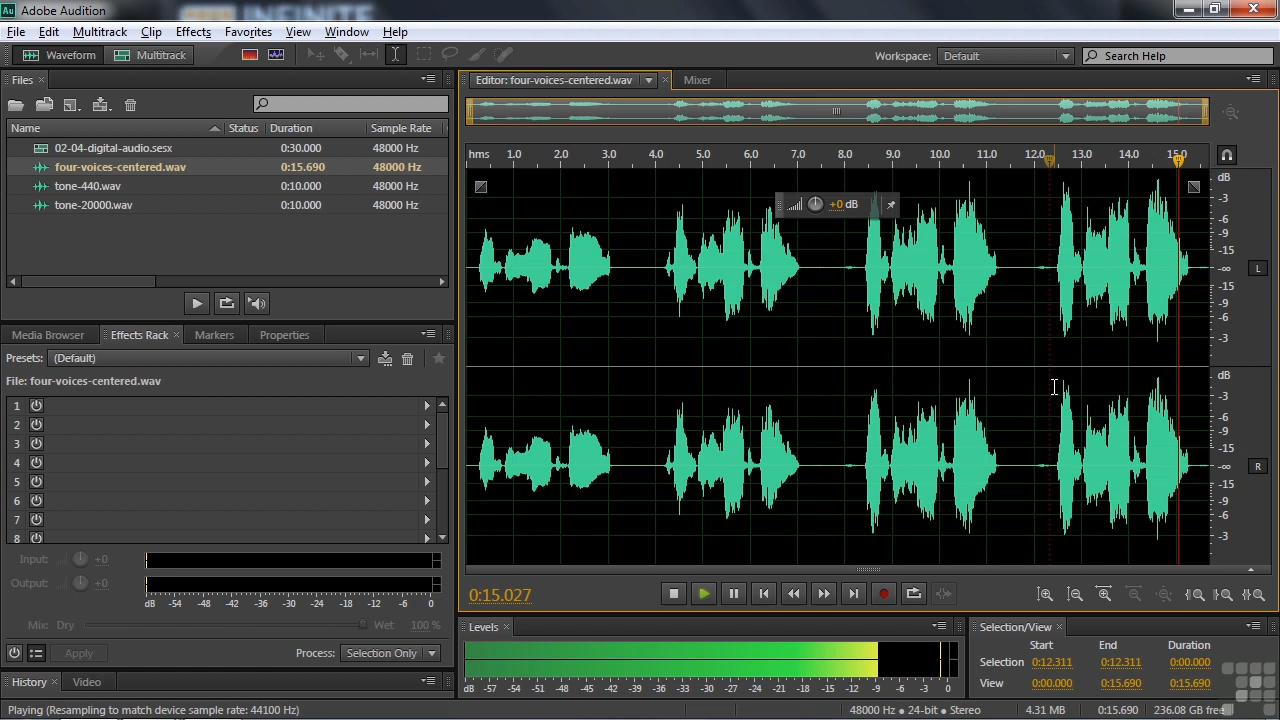 Au Adobe Audition
File Edit Multitrack Clip Effects Favorites View Window Help
Waveform Multitrack Workspace: Default Search Help
Files × Editor: four-voices-centered.wav × Mixer
Name Status Duration Sample Rate
02-04-digital-audio.sesx 0:30.000 48000 Hz
four-voices-centered.wav 0:15.690 48000 Hz
tone-440.wav 0:10.000 48000 Hz
tone-20000.wav 0:10.000 48000 Hz
hms 1.0 2.0 3.0 4.0 5.0 6.0 7.0 8.0 9.0 10.0 11.0 12.0 13.0 14.0 15.0
dB
-3
-6
-9
-15
-∞ L
-15
-9
-6
-3
+0 dB
dB
-3
-6
-9
-15
-∞ R
-15
-9
-6
-3
Media Browser Effects Rack × Markers Properties
Presets: (Default)
File: four-voices-centered.wav
1
2
3
4
5
6
7
8
Input: +0
Output: +0
dB -54 -48 -42 -36 -30 -24 -18 -12 -6 0
Mix: Dry Wet 100 %
Apply Process: Selection Only
History × Video
0:15.027
Levels ×
dB -57 -54 -51 -48 -45 -42 -39 -36 -33 -30 -27 -24 -21 -18 -15 -12 -9 -6 -3 0
Selection/View ×
Start End Duration
Selection 0:12.311 0:12.311 0:00.000
View 0:00.000 0:15.690 0:15.690
Playing (Resampling to match device sample rate: 44100 Hz) 48000 Hz ● 24-bit ● Stereo 4.31 MB 0:15.690 236.08 GB free